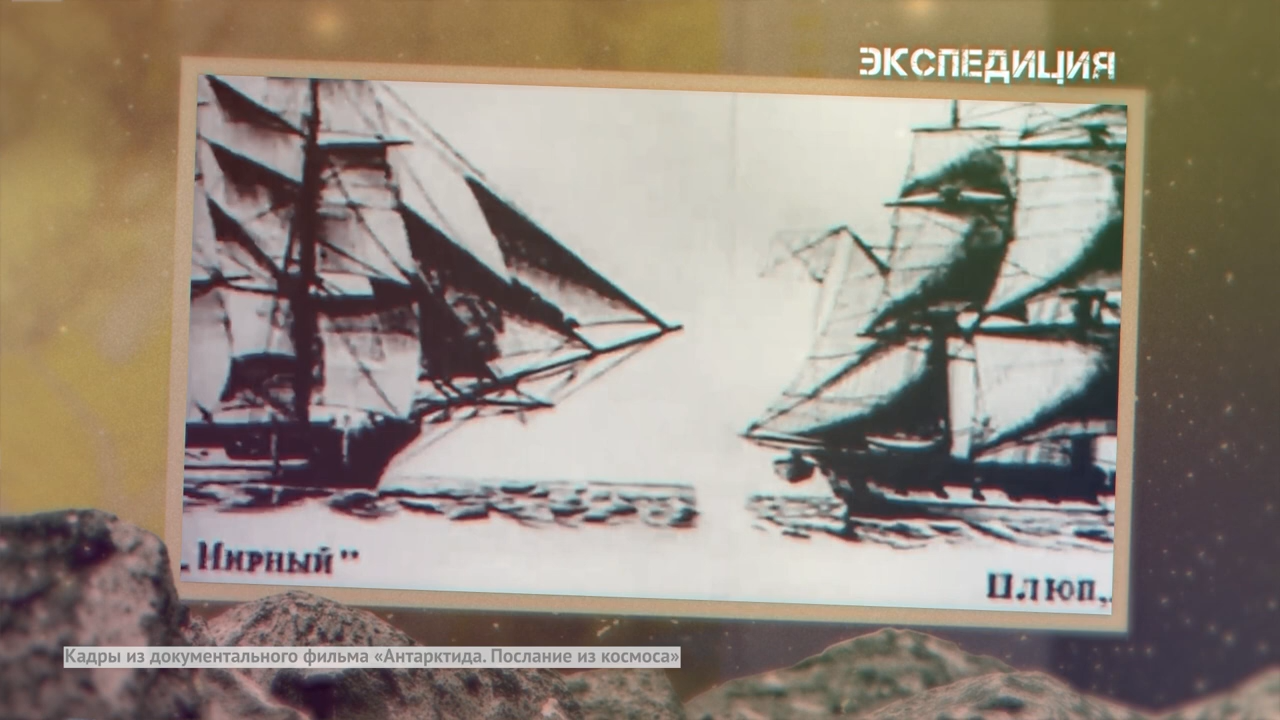 ЭКСПЕДИЦИЯ
„Мирный”
Шлюп„
Кадры из документального фильма «Антарктида. Послание из космоса»